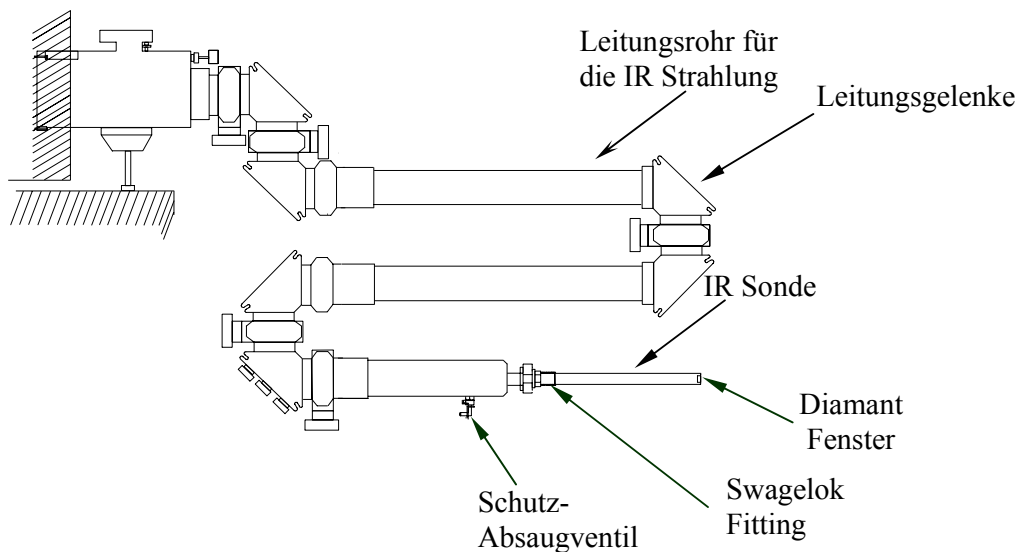 Leitungsrohr für
die IR Strahlung
Leitungsgelenke
IR Sonde
Diamant
Fenster
Swagelok
Fitting
Schutz-
Absaugventil